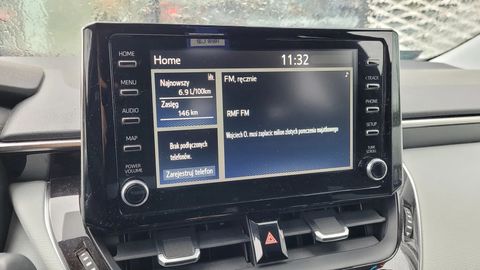 HOME
MENU
AUDIO
MAP
POWER
VOLUME
Home
11:32
Najnowszy
6.9 L/100km
Zasięg
146 km
Brak podłączonych
telefonów.
Zarejestruj telefon
FM, ręcznie
RMF FM
Wojciech O. musi zapłacić milion złotych porzucenia majątkowego
< TRACK
PHONE
SETUP
TUNE
SCROLL